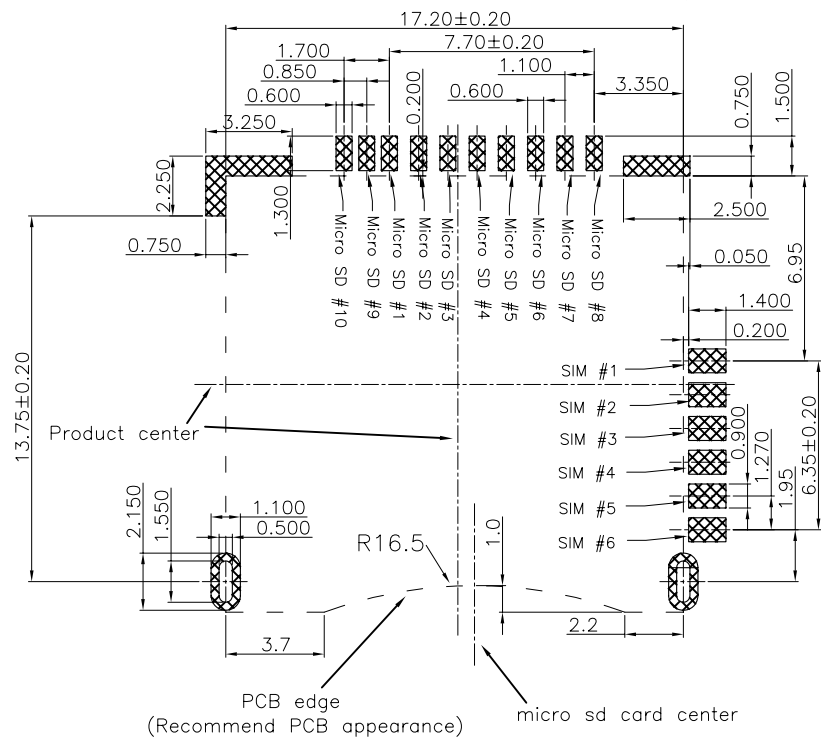 17.20±0.20
1.700
7.70±0.20
0.850
1.100
3.350
0.600
0.200
0.600
0.750
1.500
3.250
2.250
1.300
0.750
2.500
0.050
6.95
1.400
0.200
Micro SD #10
Micro SD #9
Micro SD #1
Micro SD #2
Micro SD #3
Micro SD #4
Micro SD #5
Micro SD #6
Micro SD #7
Micro SD #8
SIM #1
SIM #2
SIM #3
SIM #4
SIM #5
SIM #6
13.75±0.20
Product center
0.900
1.270
6.35±0.20
1.95
2.150
1.550
1.100
0.500
R16.5
1.0
3.7
2.2
PCB edge
(Recommend PCB appearance)
micro sd card center